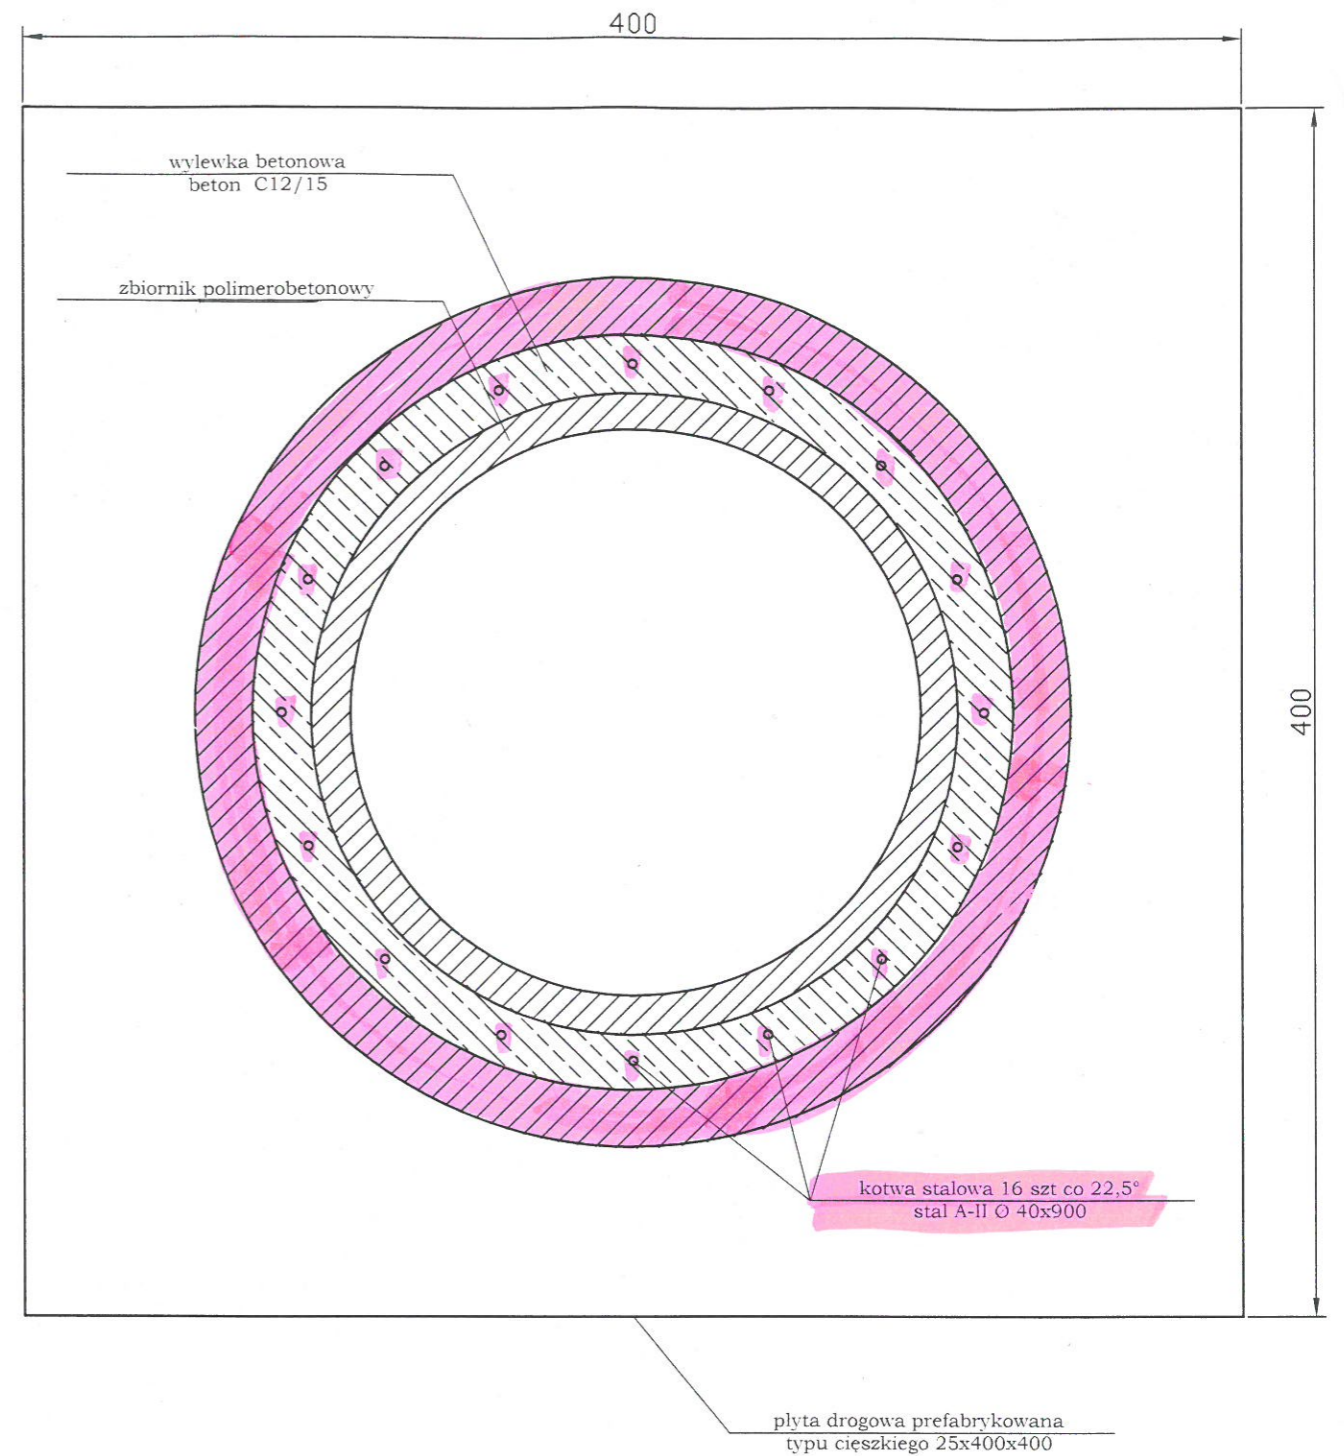 400
wylewka betonowa
beton C12/15
zbiornik polimerobetonowy
400
kotwa stalowa 16 szt co 22,5°
stal A-II Ø 40x900
płyta drogowa prefabrykowana
typu cięszkiego 25x400x400